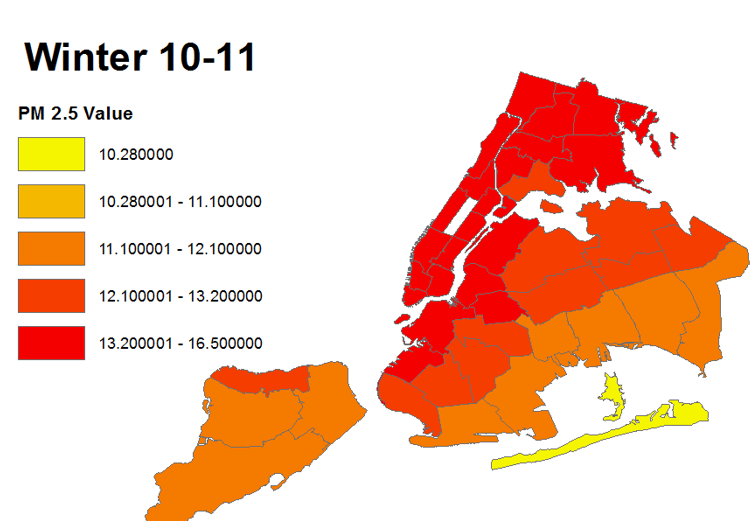 Winter 10-11
PM 2.5 Value
10.280000
10.280001 - 11.100000
11.100001 - 12.100000
12.100001 - 13.200000
13.200001 - 16.500000